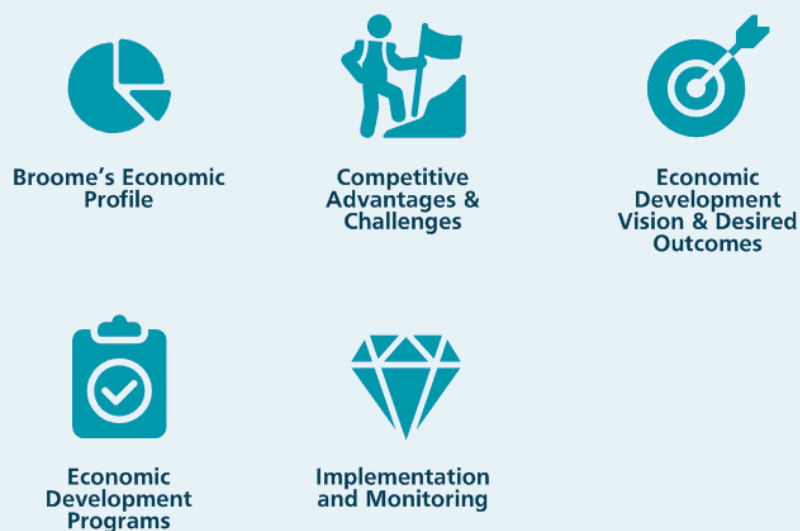 Broome’s Economic
Profile
Competitive
Advantages &
Challenges
Economic
Development
Vision & Desired
Outcomes
Economic
Development
Programs
Implementation
and Monitoring